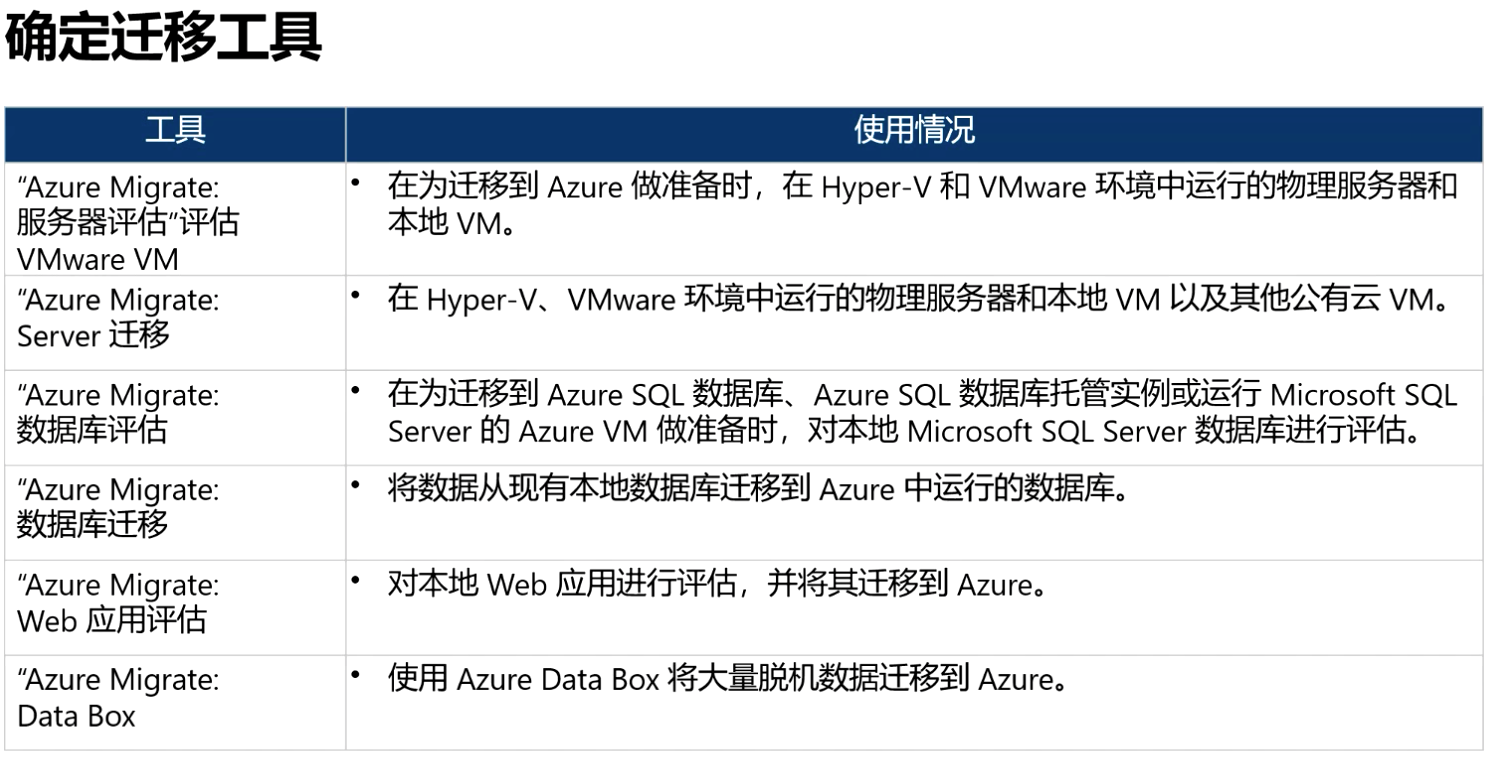 确定迁移工具
工具
使用情况
“Azure Migrate:
服务器评估”评估
VMware VM
• 在为迁移到 Azure 做准备时，在 Hyper-V 和 VMware 环境中运行的物理服务器和
本地 VM。
“Azure Migrate:
Server 迁移
• 在 Hyper-V、VMware 环境中运行的物理服务器和本地 VM 以及其他公有云 VM。
“Azure Migrate:
数据库评估
• 在为迁移到 Azure SQL 数据库、Azure SQL 数据库托管实例或运行 Microsoft SQL
Server 的 Azure VM 做准备时，对本地 Microsoft SQL Server 数据库进行评估。
“Azure Migrate:
数据库迁移
• 将数据从现有本地数据库迁移到 Azure 中运行的数据库。
“Azure Migrate:
Web 应用评估
• 对本地 Web 应用进行评估，并将其迁移到 Azure。
“Azure Migrate:
Data Box
• 使用 Azure Data Box 将大量脱机数据迁移到 Azure。